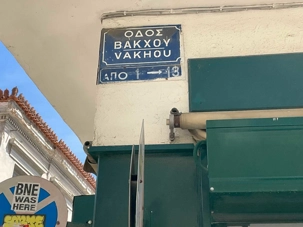 ΟΔΟΣ
ΒΑΚΧΟΥ
VAKHOU
ΑΠΟ 1 → 13
BNE
WAS
HERE